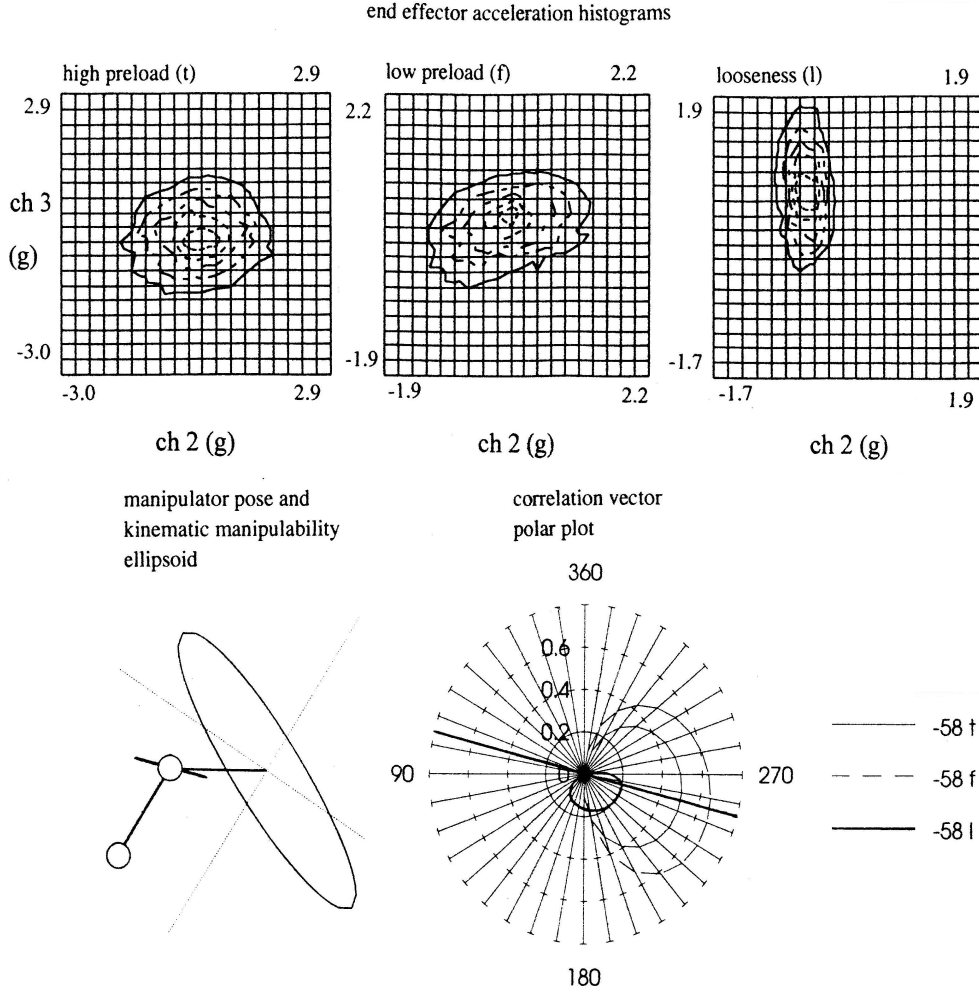 end effector acceleration histograms
high preload (t) 2.9
low preload (f) 2.2
looseness (l) 1.9
2.9
2.2
1.9
ch 3
(g)
-3.0
-1.9
-1.7
-3.0 2.9
-1.9 2.2
-1.7 1.9
ch 2 (g)
ch 2 (g)
ch 2 (g)
manipulator pose and
kinematic manipulability
ellipsoid
correlation vector
polar plot
360
0.6
0.4
0.2
0
90
270
180
-58 t
-58 f
-58 l